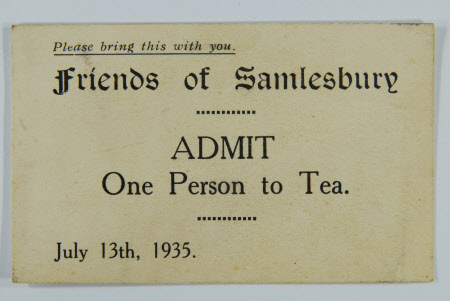 Please bring this with you.
Friends of Samlesbury
ADMIT
One Person to Tea.
July 13th, 1935.